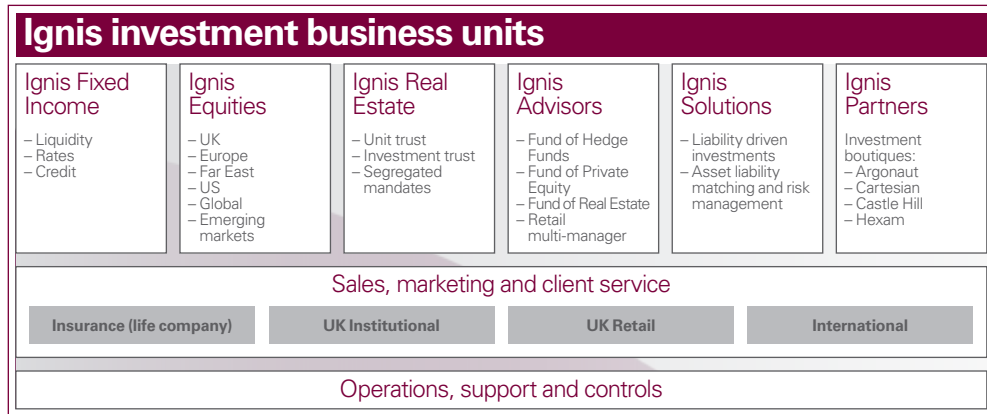 Ignis investment business units
Ignis Fixed
Income
– Liquidity
– Rates
– Credit
Ignis
Equities
– UK
– Europe
– Far East
– US
– Global
– Emerging
markets
Ignis Real
Estate
– Unit trust
– Investment trust
– Segregated
mandates
Ignis
Advisors
– Fund of Hedge
Funds
– Fund of Private
Equity
– Fund of Real Estate
– Retail
multi-manager
Ignis
Solutions
– Liability driven
investments
– Asset liability
matching and risk
management
Ignis
Partners
Investment
boutiques:
– Argonaut
– Cartesian
– Castle Hill
– Hexam
Sales, marketing and client service
Insurance (life company)
UK Institutional
UK Retail
International
Operations, support and controls